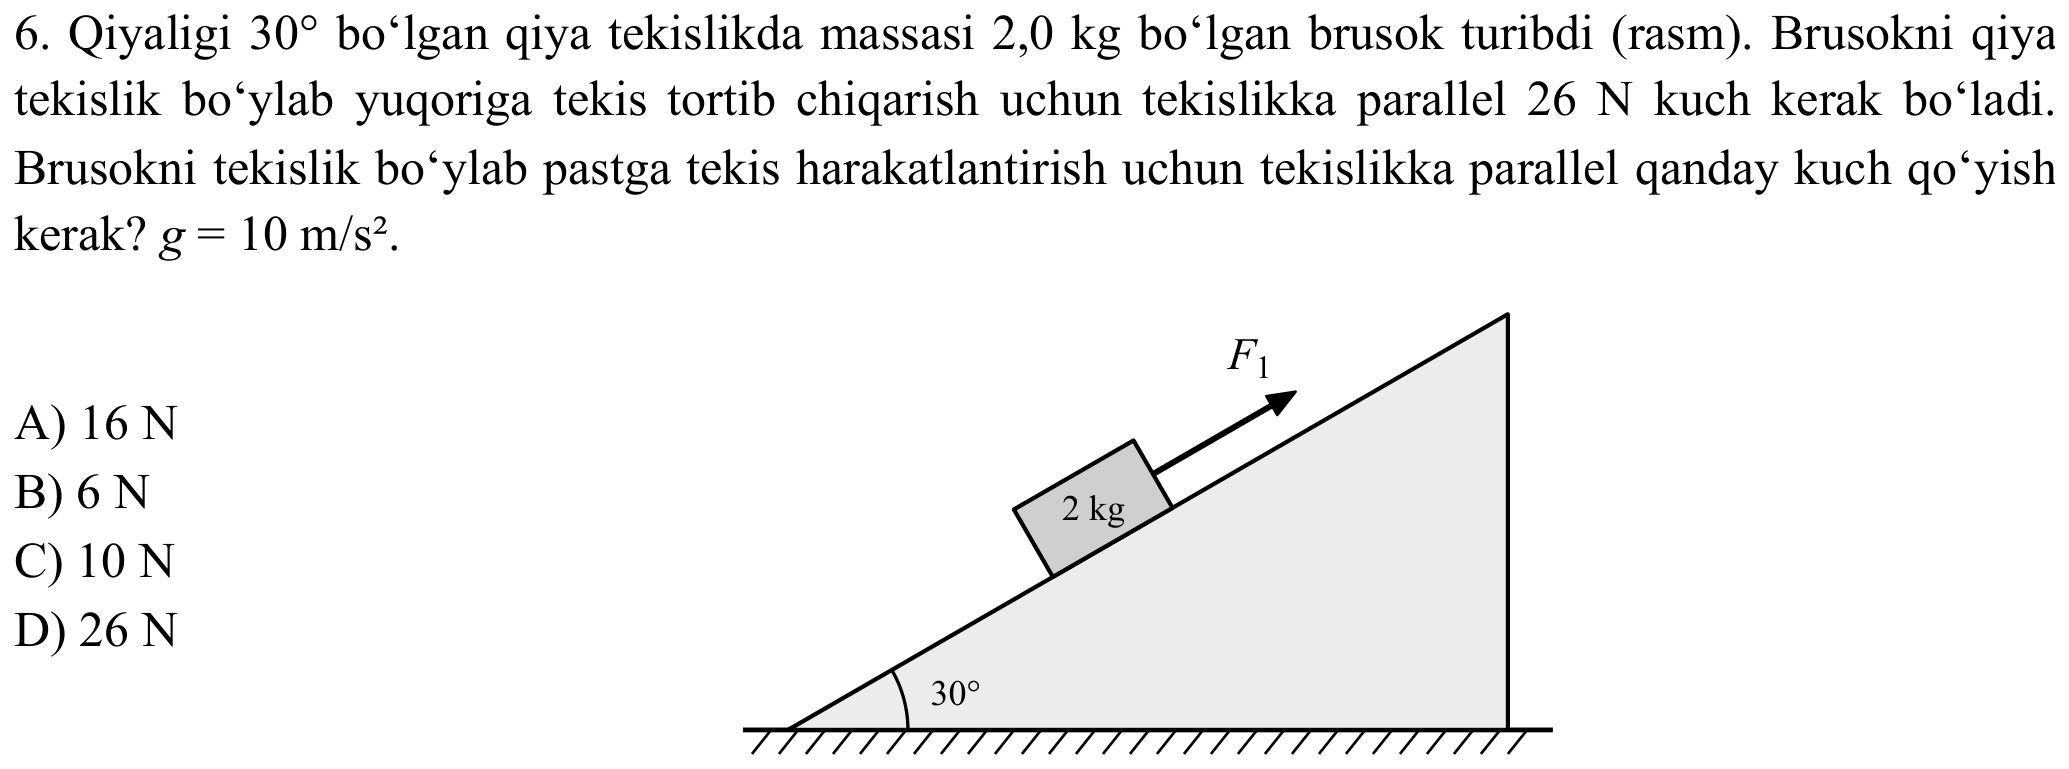 6. Qiyaligi 30° bo‘lgan qiya tekislikda massasi 2,0 kg bo‘lgan brusok turibdi (rasm). Brusokni qiya
tekislik bo‘ylab yuqoriga tekis tortib chiqarish uchun tekislikka parallel 26 N kuch kerak bo‘ladi.
Brusokni tekislik bo‘ylab pastga tekis harakatlantirish uchun tekislikka parallel qanday kuch qo‘yish
kerak? g = 10 m/s².
F₁
A) 16 N
B) 6 N
2 kg
C) 10 N
D) 26 N
30°